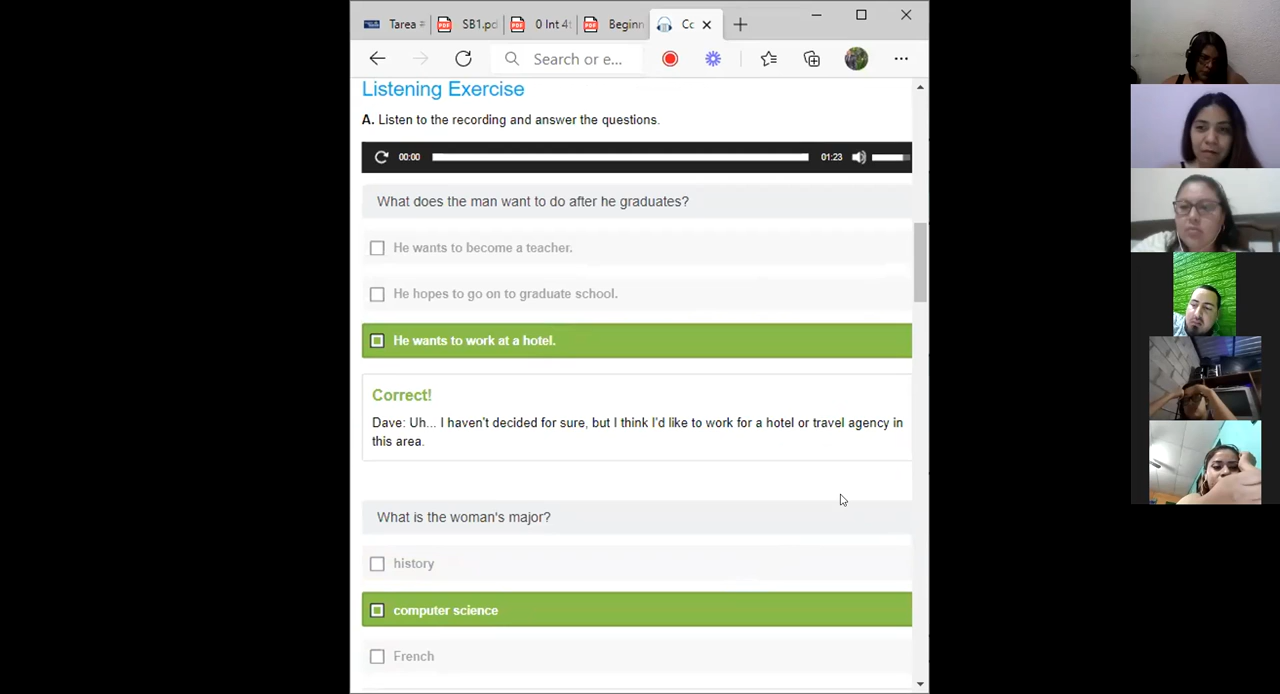 Tarea
SB1.pd
0 Int 4
Beginn
Co
Search or e...
Listening Exercise
A. Listen to the recording and answer the questions.
00:00
01:23
What does the man want to do after he graduates?
He wants to become a teacher.
He hopes to go on to graduate school.
He wants to work at a hotel.
Correct!
Dave: Uh... I haven't decided for sure, but I think I'd like to work for a hotel or travel agency in
this area.
What is the woman's major?
history
computer science
French